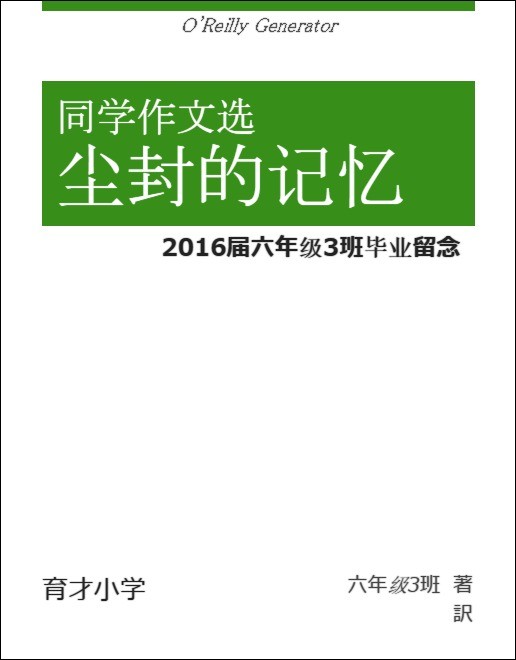 O'Reilly Generator
同学作文选
尘封的记忆
2016届六年级3班毕业留念
育才小学
六年级3班 著
訳